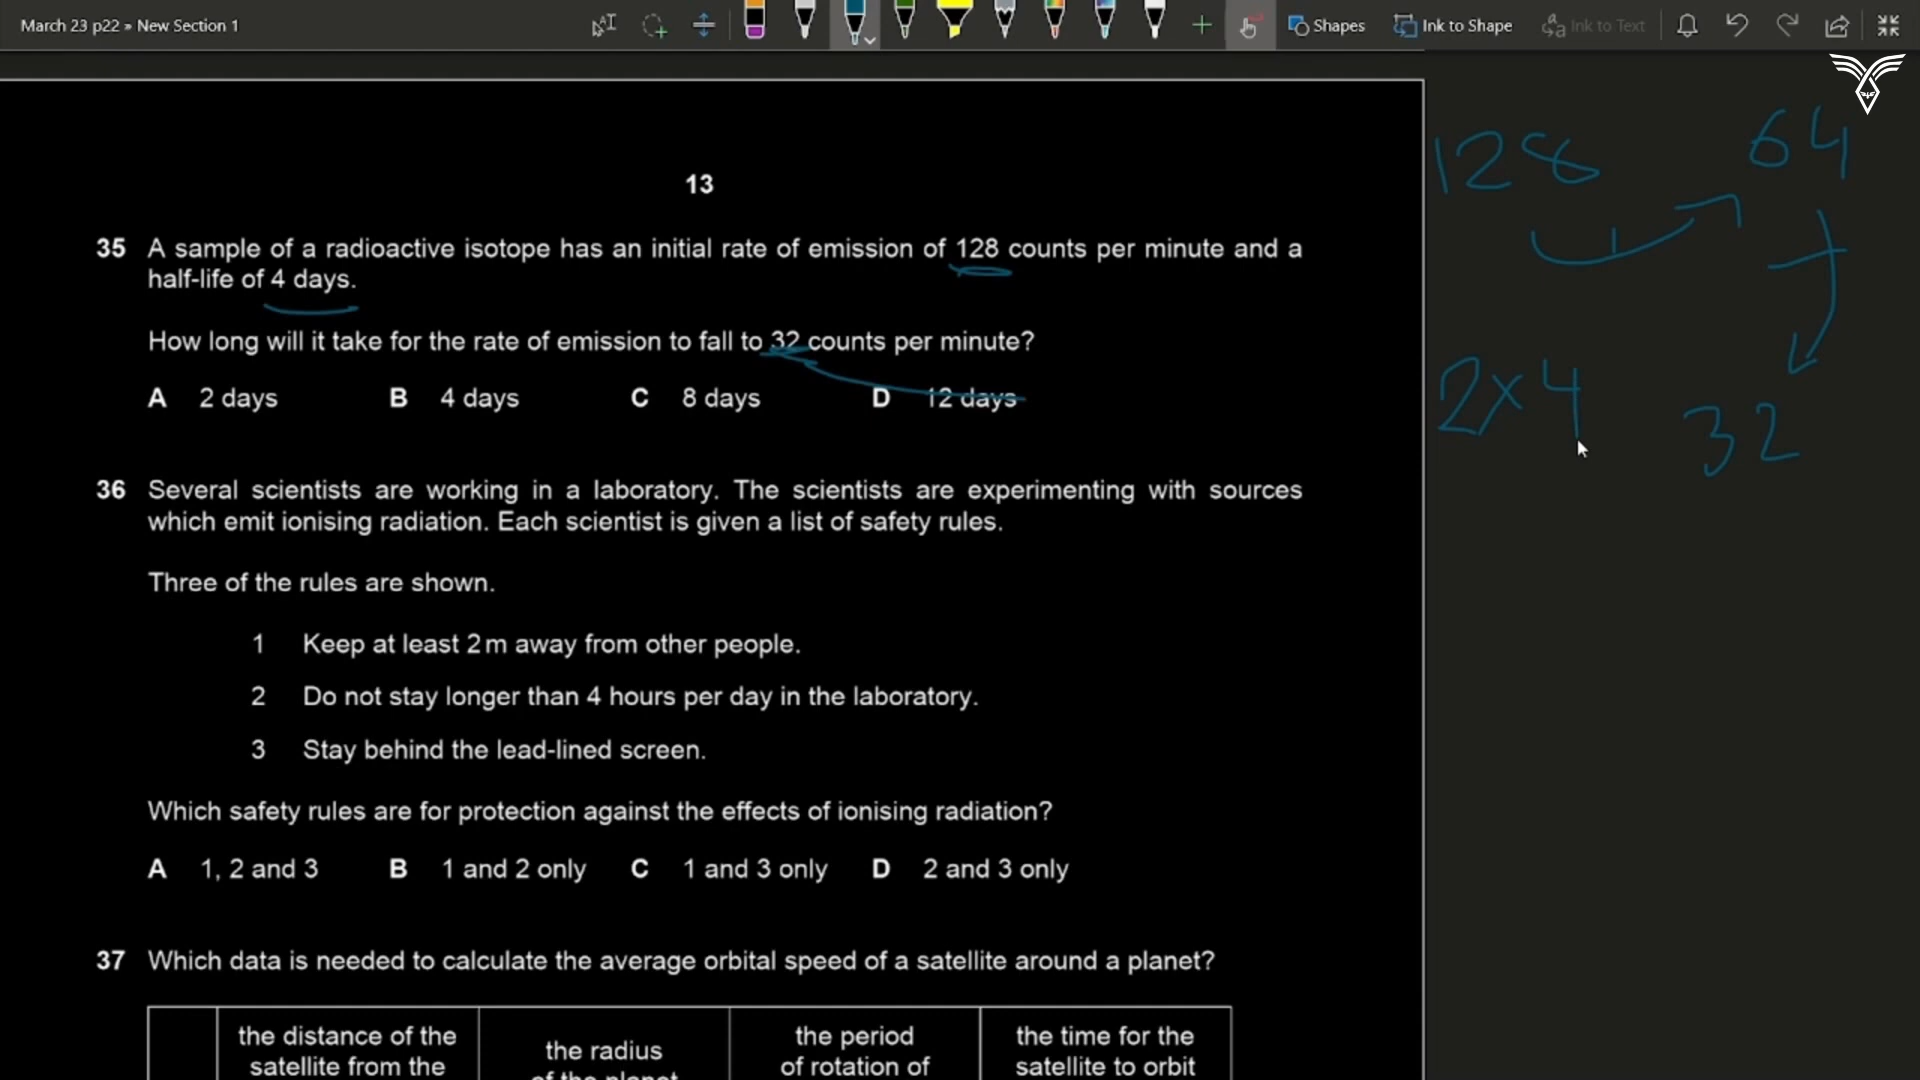 March 23 p22 » New Section 1
Shapes
Ink to Shape
Ink to Text
128 64
13
35 A sample of a radioactive isotope has an initial rate of emission of 128 counts per minute and a
half-life of 4 days.
How long will it take for the rate of emission to fall to 32 counts per minute?
A 2 days B 4 days C 8 days D 12 days
2x4 32
36 Several scientists are working in a laboratory. The scientists are experimenting with sources
which emit ionising radiation. Each scientist is given a list of safety rules.
Three of the rules are shown.
1 Keep at least 2 m away from other people.
2 Do not stay longer than 4 hours per day in the laboratory.
3 Stay behind the lead-lined screen.
Which safety rules are for protection against the effects of ionising radiation?
A 1, 2 and 3 B 1 and 2 only C 1 and 3 only D 2 and 3 only
37 Which data is needed to calculate the average orbital speed of a satellite around a planet?
the distance of the
satellite from the
the radius
of the planet
the period
of rotation of
the time for the
satellite to orbit